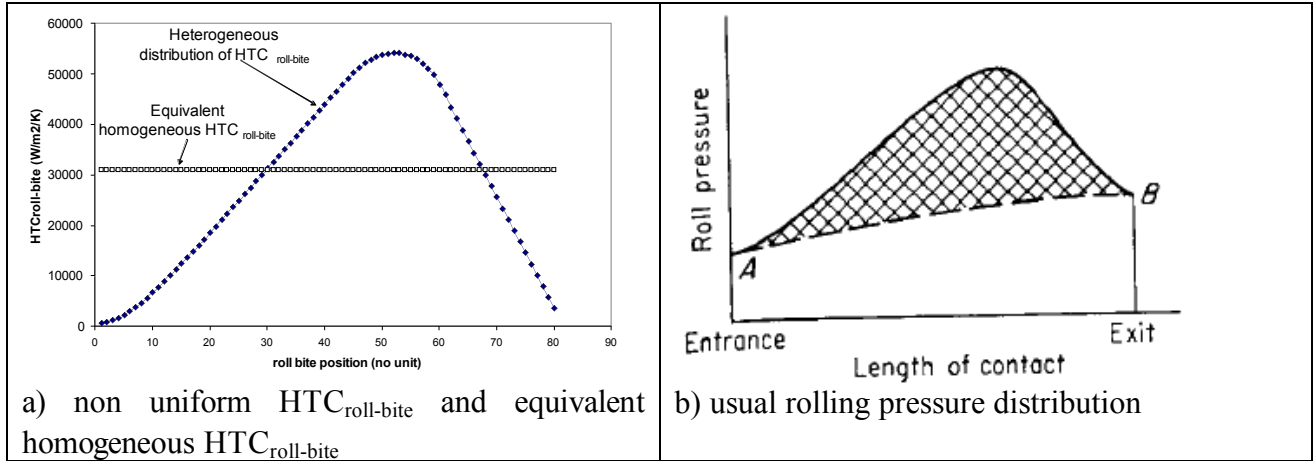 60000
50000
40000
30000
20000
10000
0
HTCroll-bite (W/m2/K)
Heterogeneous
distribution of HTC roll-bite
Equivalent
homogeneous HTC roll-bite
0 10 20 30 40 50 60 70 80 90
roll bite position (no unit)
a) non uniform HTCroll-bite and equivalent
homogeneous HTCroll-bite
Roll pressure
A
B
Entrance
Exit
Length of contact
b) usual rolling pressure distribution